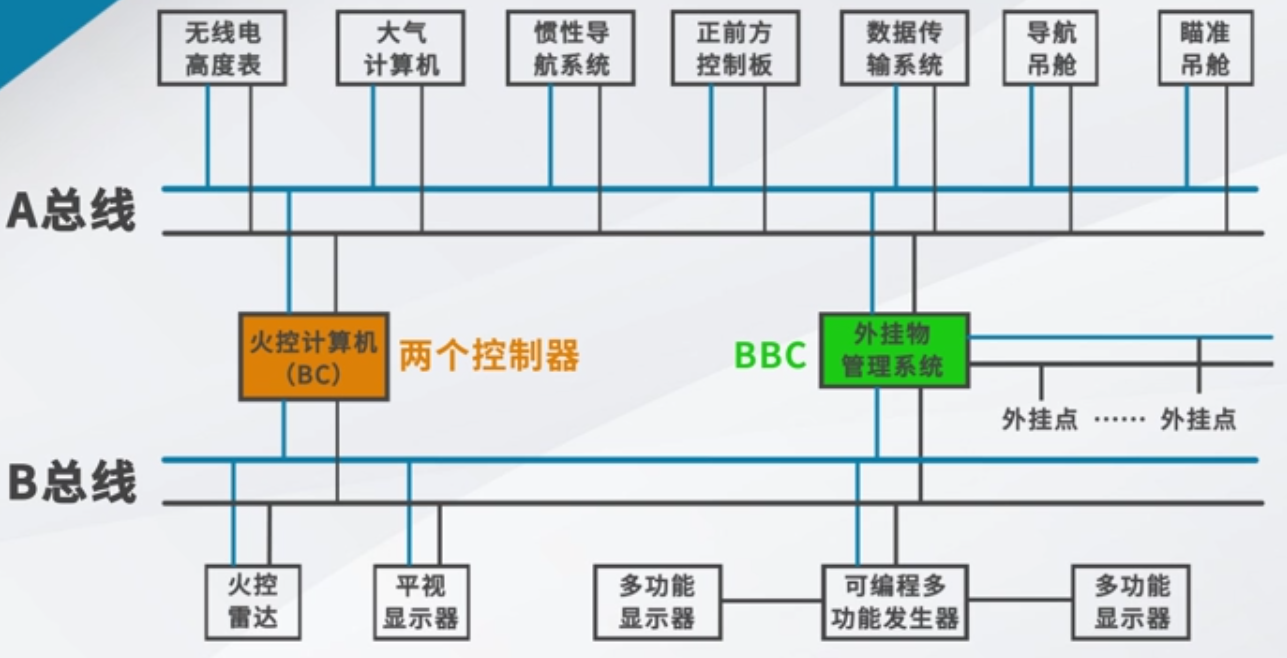 无线电
高度表
大气
计算机
惯性导
航系统
正前方
控制板
数据传
输系统
导航
吊舱
瞄准
吊舱
A总线
火控计算机
（BC）
两个控制器
BBC
外挂物
管理系统
外挂点 …… 外挂点
B总线
火控
雷达
平视
显示器
多功能
显示器
可编程多
功能发生器
多功能
显示器